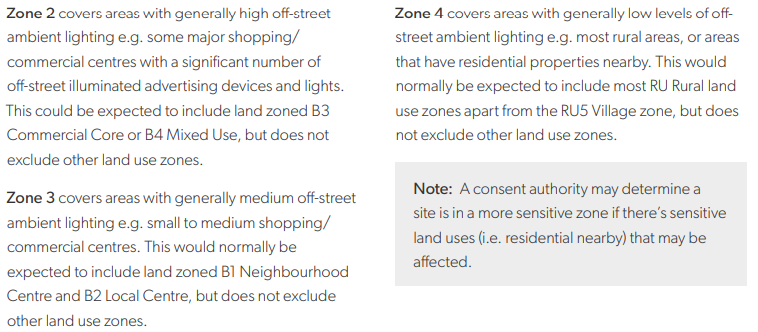 Zone 2 covers areas with generally high off-street
ambient lighting e.g. some major shopping/
commercial centres with a significant number of
off-street illuminated advertising devices and lights.
This could be expected to include land zoned B3
Commercial Core or B4 Mixed Use, but does not
exclude other land use zones.
Zone 3 covers areas with generally medium off-street
ambient lighting e.g. small to medium shopping/
commercial centres. This would normally be
expected to include land zoned B1 Neighbourhood
Centre and B2 Local Centre, but does not exclude
other land use zones.
Zone 4 covers areas with generally low levels of off-
street ambient lighting e.g. most rural areas, or areas
that have residential properties nearby. This would
normally be expected to include most RU Rural land
use zones apart from the RU5 Village zone, but does
not exclude other land use zones.
Note: A consent authority may determine a
site is in a more sensitive zone if there's sensitive
land uses (i.e. residential nearby) that may be
affected.